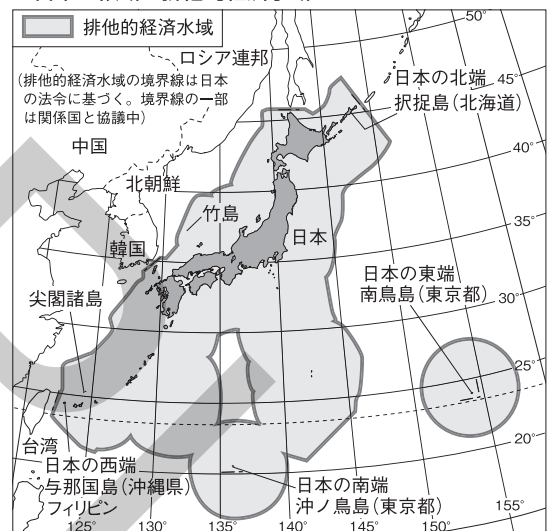 排他的経済水域
(排他的経済水域の境界線は日本
の法令に基づく。境界線の一部
は関係国と協議中)
ロシア連邦
日本の北端
択捉島(北海道)
中国
北朝鮮
竹島
韓国
日本
尖閣諸島
日本の東端
南鳥島(東京都)
台湾
日本の西端
与那国島(沖縄県)
フィリピン
日本の南端
沖ノ鳥島(東京都)
50°
45°
40°
35°
30°
25°
20°
125°
130°
135°
140°
145°
150°
155°